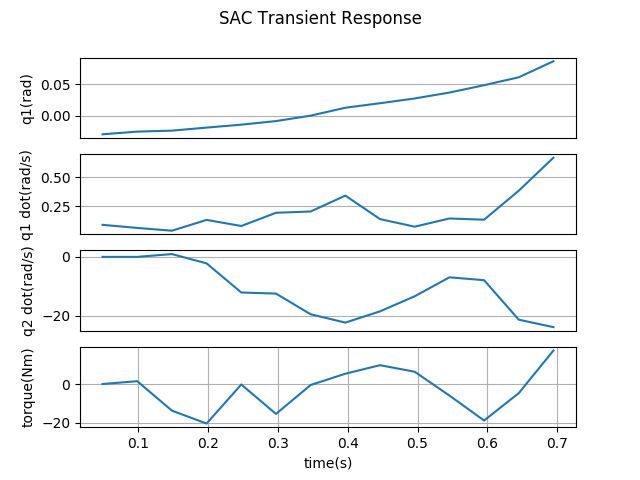 SAC Transient Response
q1(rad)
0.05
0.00
q1 dot(rad/s)
0.50
0.25
q2 dot(rad/s)
0
−20
torque(Nm)
0
−20
0.1 0.2 0.3 0.4 0.5 0.6 0.7
time(s)